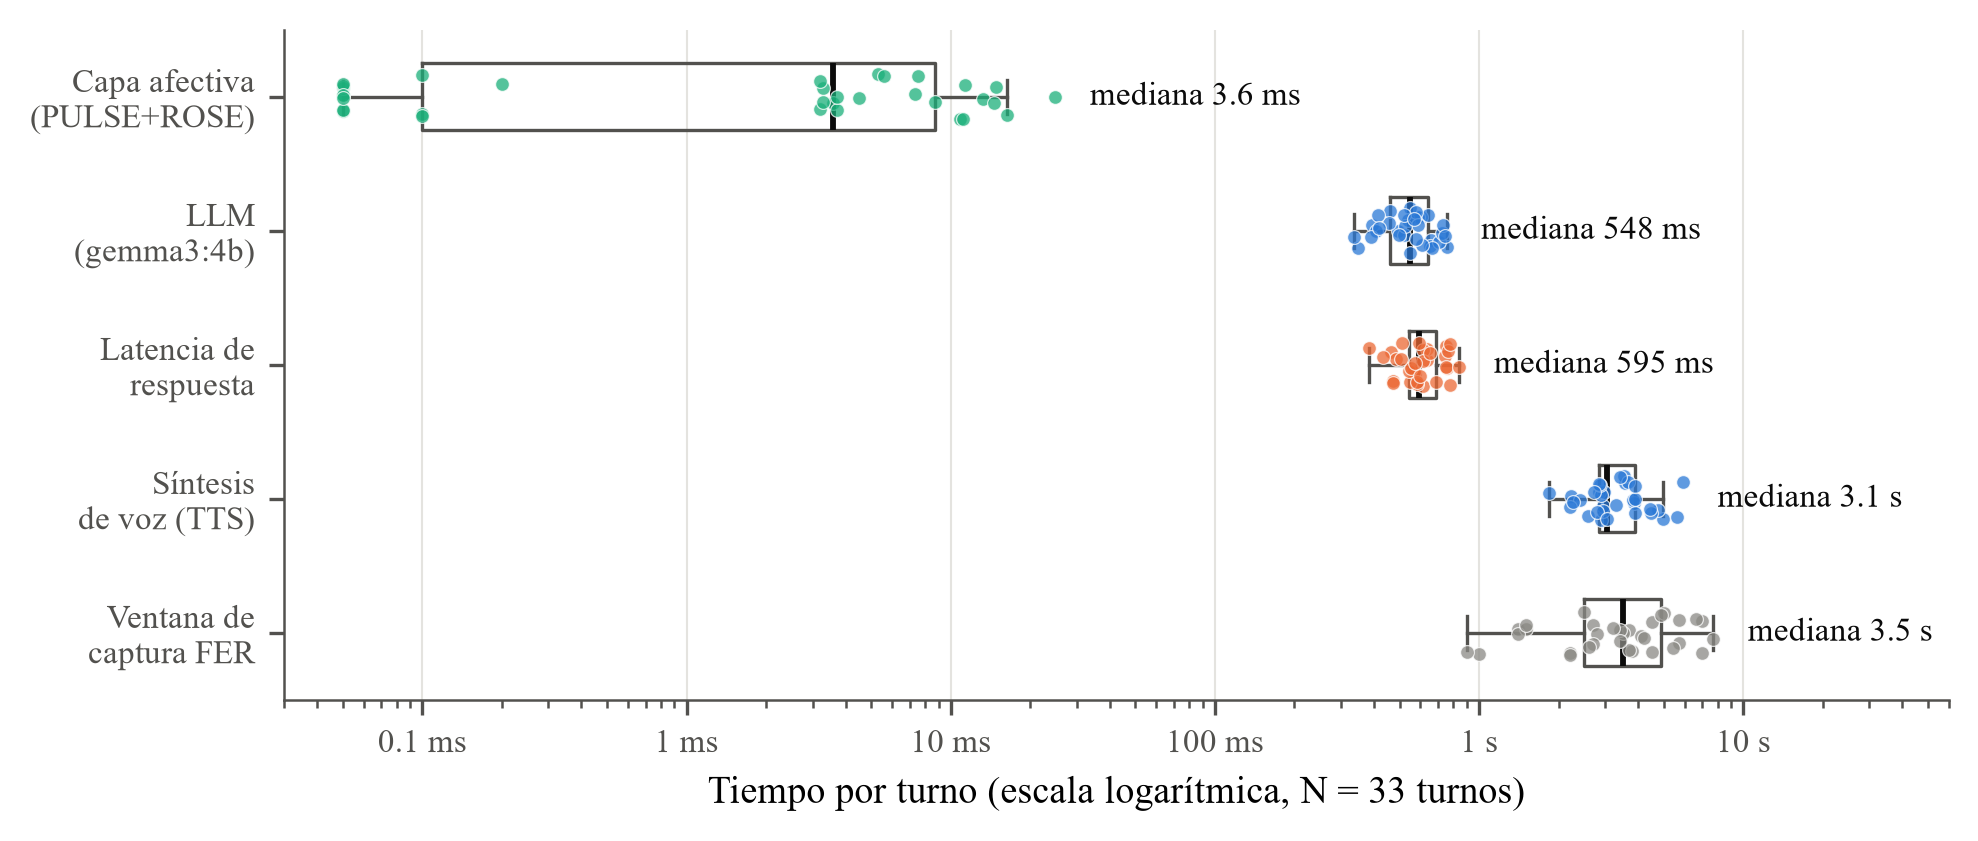 Capa afectiva
(PULSE+ROSE)
mediana 3.6 ms
LLM
(gemma3:4b)
mediana 548 ms
Latencia de
respuesta
mediana 595 ms
Síntesis
de voz (TTS)
mediana 3.1 s
Ventana de
captura FER
mediana 3.5 s
0.1 ms
1 ms
10 ms
100 ms
1 s
10 s
Tiempo por turno (escala logarítmica, N = 33 turnos)